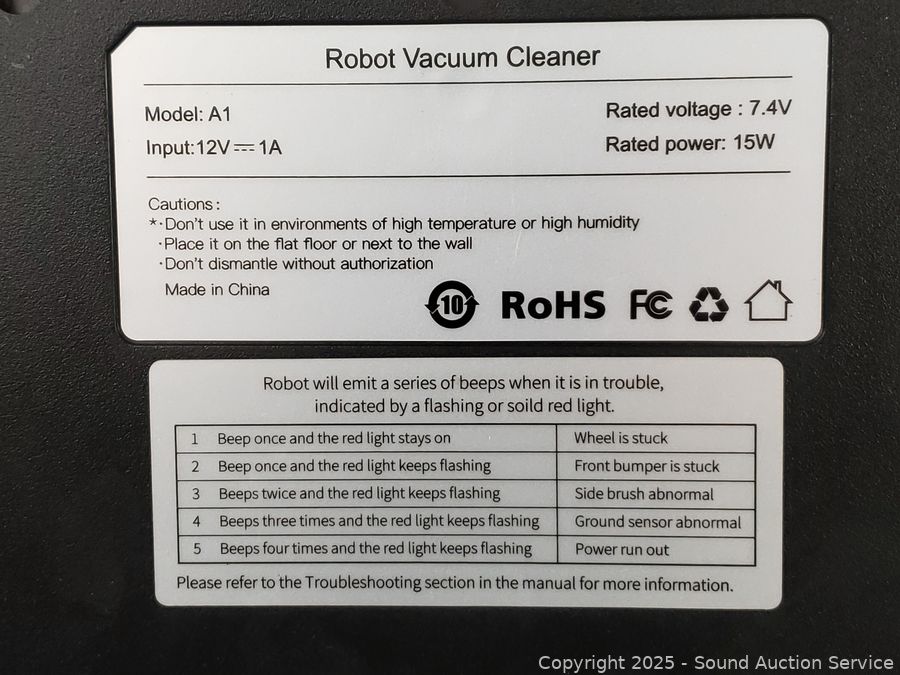 Robot Vacuum Cleaner
Model: A1
Rated voltage : 7.4V
Input:12V⎓1A
Rated power: 15W
Cautions :
*·Don't use it in environments of high temperature or high humidity
·Place it on the flat floor or next to the wall
·Don't dismantle without authorization
Made in China
10 RoHS FC
Robot will emit a series of beeps when it is in trouble,
indicated by a flashing or soild red light.
1 Beep once and the red light stays on Wheel is stuck
2 Beep once and the red light keeps flashing Front bumper is stuck
3 Beeps twice and the red light keeps flashing Side brush abnormal
4 Beeps three times and the red light keeps flashing Ground sensor abnormal
5 Beeps four times and the red light keeps flashing Power run out
Please refer to the Troubleshooting section in the manual for more information.
Copyright 2025 - Sound Auction Service